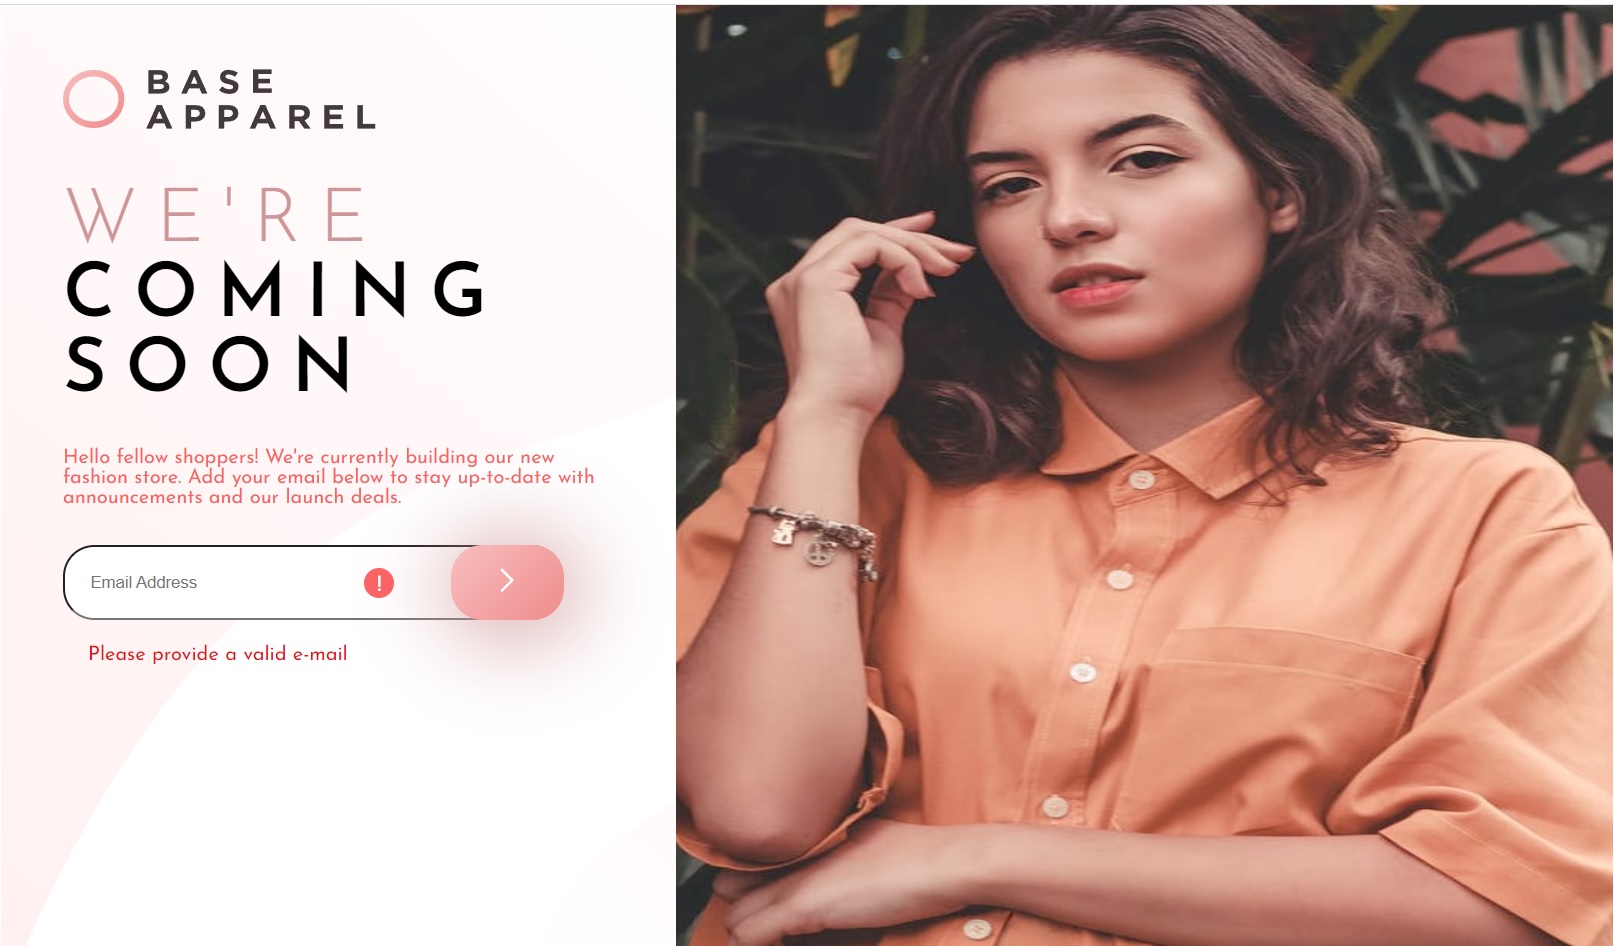 BASE
APPAREL
WE'RE
COMING
SOON
Hello fellow shoppers! We're currently building our new
fashion store. Add your email below to stay up-to-date with
announcements and our launch deals.
Email Address
!
Please provide a valid e-mail